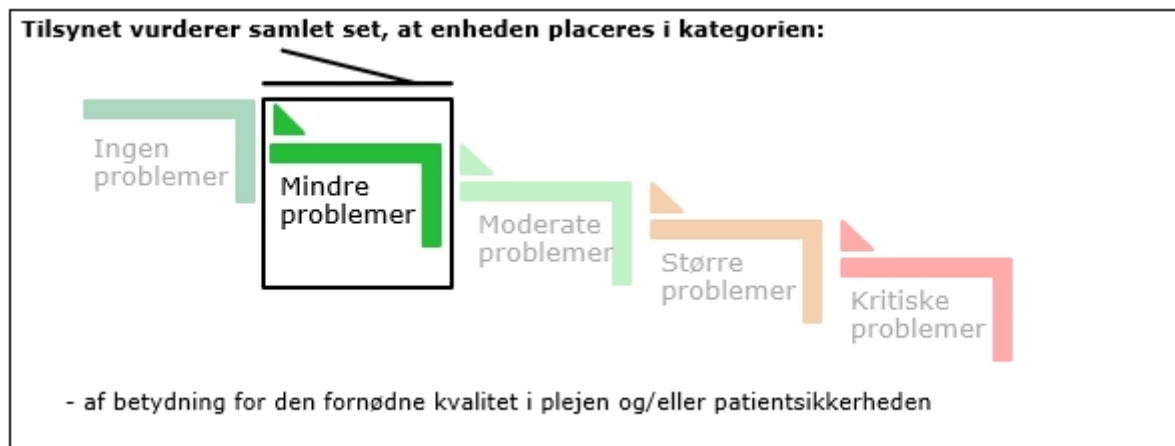 Tilsynet vurderer samlet set, at enheden placeres i kategorien:
Ingen
problemer
Mindre
problemer
Moderate
problemer
Større
problemer
Kritiske
problemer
- af betydning for den fornødne kvalitet i plejen og/eller patientsikkerheden